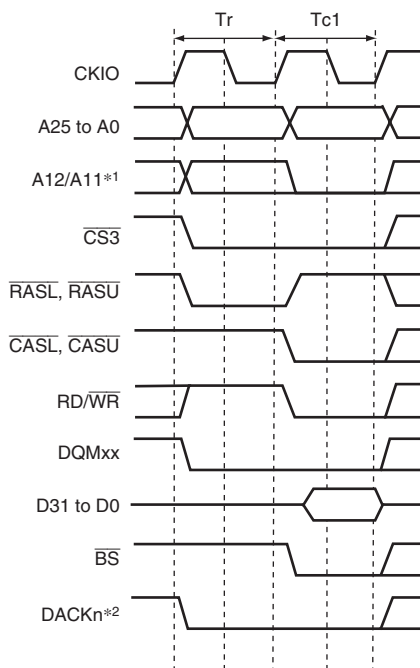 Tr Tc1
CKIO
A25 to A0
A12/A11*1
CS3
RASL, RASU
CASL, CASU
RD/WR
DQMxx
D31 to D0
BS
DACKn*2